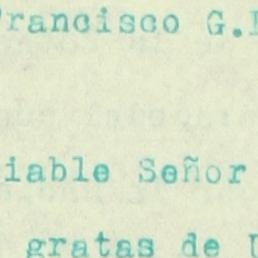 Francisco G.
iable Señor
gratas de